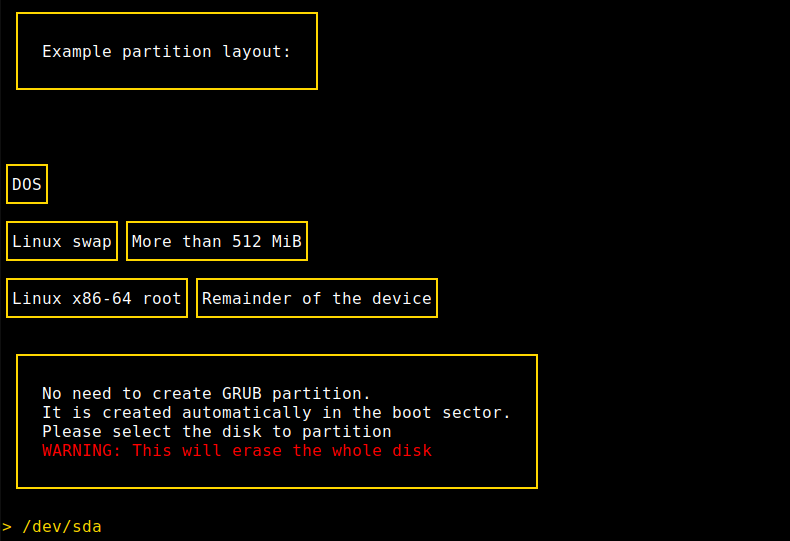 Example partition layout:
DOS
Linux swap More than 512 MiB
Linux x86-64 root Remainder of the device
No need to create GRUB partition.
It is created automatically in the boot sector.
Please select the disk to partition
WARNING: This will erase the whole disk
> /dev/sda